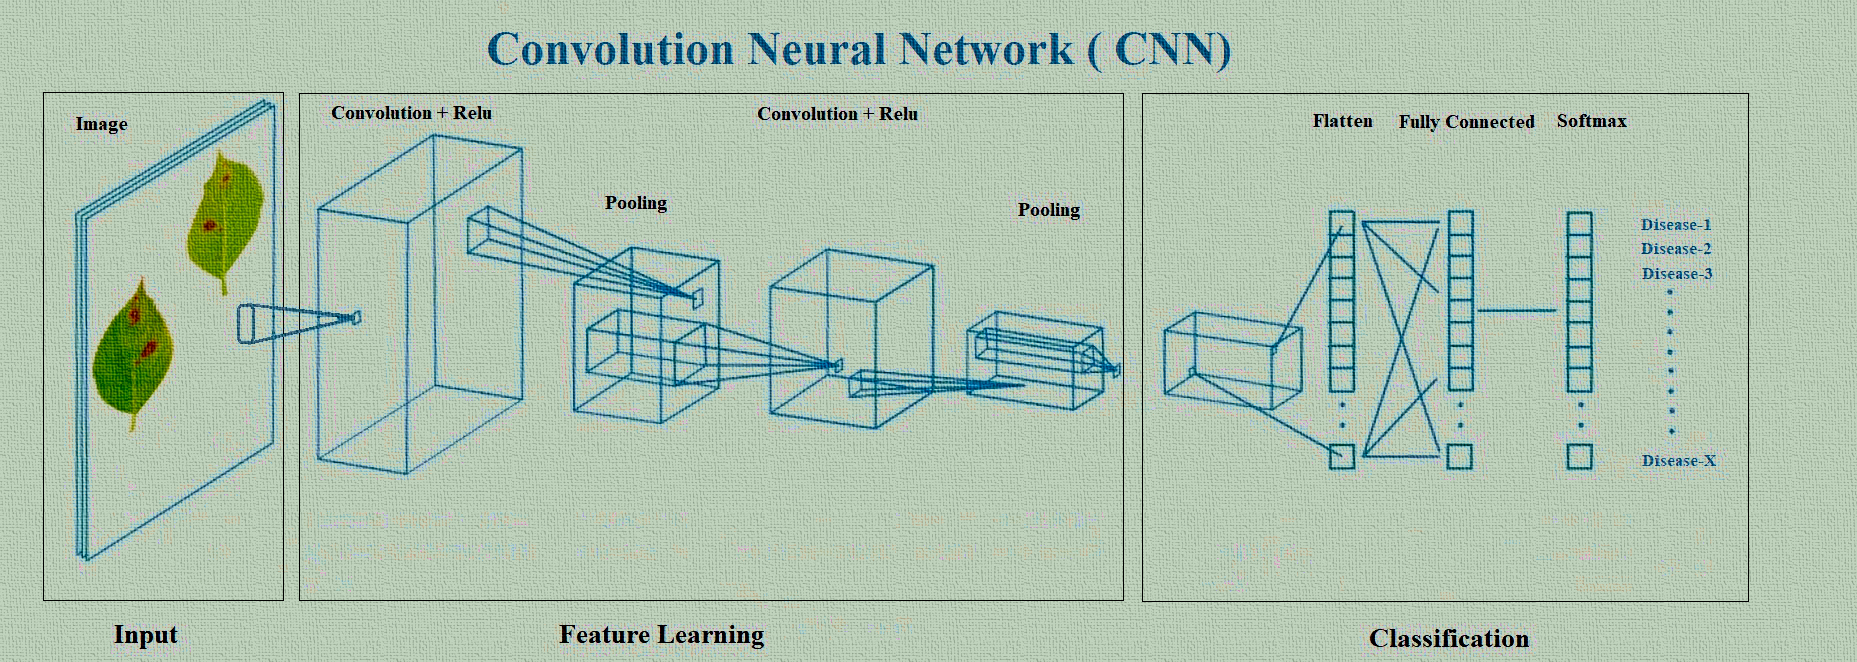 Convolution Neural Network ( CNN)
Image
Convolution + Relu
Pooling
Convolution + Relu
Pooling
Flatten
Fully Connected
Softmax
Disease-1
Disease-2
Disease-3
Disease-X
Input
Feature Learning
Classification